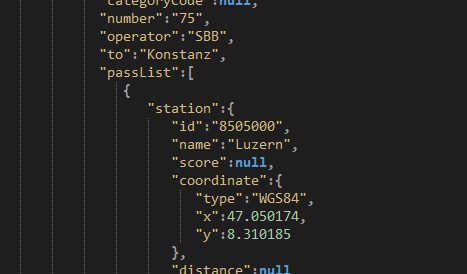 "categoryCode":null,
"number":"75",
"operator":"SBB",
"to":"Konstanz",
"passList":[
{
"station":{
"id":"8505000",
"name":"Luzern",
"score":null,
"coordinate":{
"type":"WGS84",
"x":47.050174,
"y":8.310185
},
"distance":null